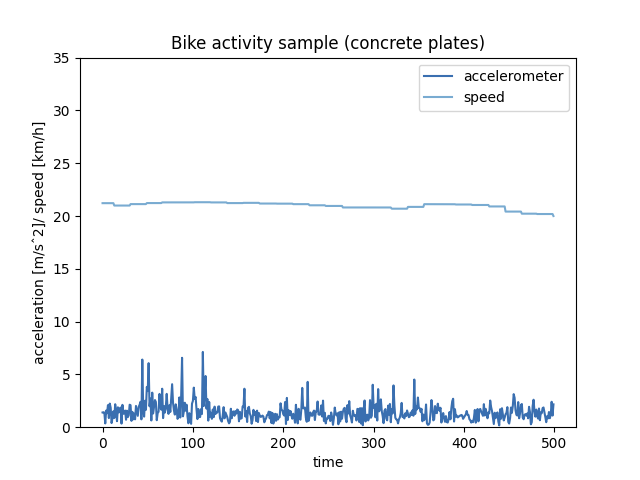 Bike activity sample (concrete plates)
accelerometer
speed
acceleration [m/s^2]/ speed [km/h]
35
30
25
20
15
10
5
0
0 100 200 300 400 500
time